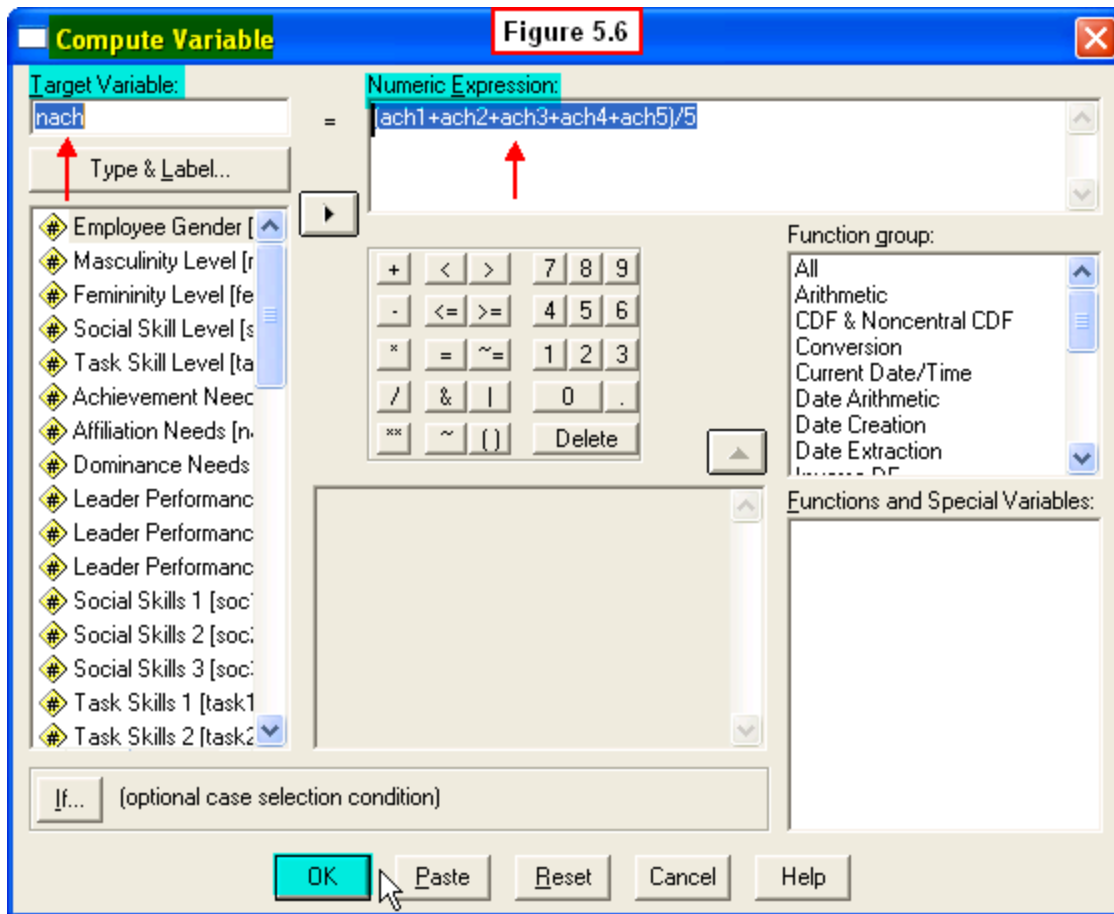 Compute Variable
Figure 5.6
Target Variable:
nach
=
Numeric Expression:
(ach1+ach2+ach3+ach4+ach5)/5
Type & Label...
Employee Gender [
Masculinity Level [
Femininity Level [fe
Social Skill Level [s
Task Skill Level [ta
Achievement Need
Affiliation Needs [n
Dominance Needs
Leader Performanc
Leader Performanc
Leader Performanc
Social Skills 1 [soc
Social Skills 2 [soc
Social Skills 3 [soc
Task Skills 1 [task1
Task Skills 2 [task2
+ < > 7 8 9
- <= >= 4 5 6
* = ~= 1 2 3
/ & | 0 .
** ~ ( ) Delete
Function group:
All
Arithmetic
CDF & Noncentral CDF
Conversion
Current Date/Time
Date Arithmetic
Date Creation
Date Extraction
Functions and Special Variables:
If... (optional case selection condition)
OK Paste Reset Cancel Help